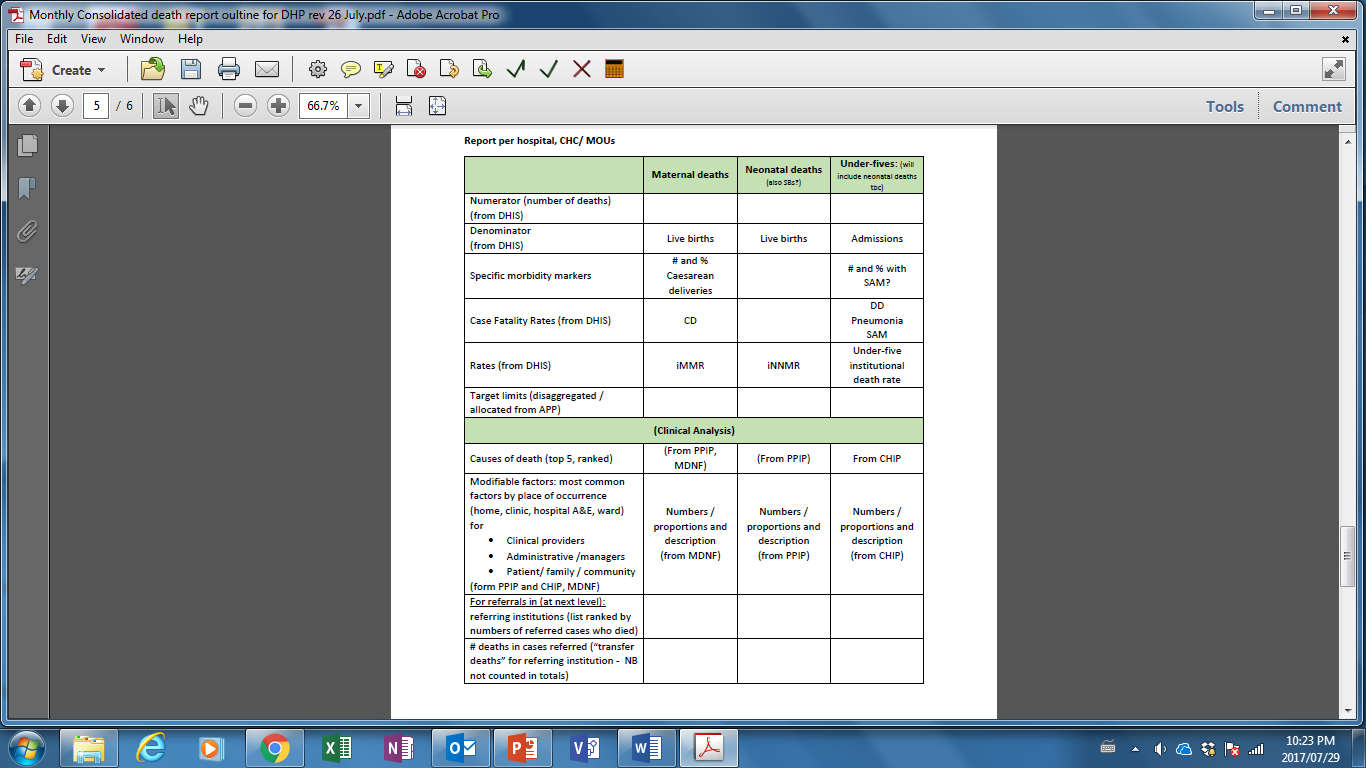 Monthly Consolidated death report oultine for DHP rev 26 July.pdf - Adobe Acrobat Pro
File Edit View Window Help
Create
5 / 6 66.7% Tools Comment
Report per hospital, CHC/ MOUs
Maternal deaths
Neonatal deaths
(also SBs?)
Under-fives: (will
include neonatal deaths
tbc)
Numerator (number of deaths)
(from DHIS)
Denominator
(from DHIS)
Live births
Live births
Admissions
Specific morbidity markers
# and %
Caesarean
deliveries
# and % with
SAM?
Case Fatality Rates (from DHIS)
CD
DD
Pneumonia
SAM
Rates (from DHIS)
iMMR
iNNMR
Under-five
institutional
death rate
Target limits (disaggregated /
allocated from APP)
(Clinical Analysis)
Causes of death (top 5, ranked)
(From PPIP,
MDNF)
(From PPIP)
From CHIP
Modifiable factors: most common
factors by place of occurrence
(home, clinic, hospital A&E, ward)
for
• Clinical providers
• Administrative /managers
• Patient/ family / community
(form PPIP and CHIP, MDNF)
Numbers /
proportions and
description
(from MDNF)
Numbers /
proportions and
description
(from PPIP)
Numbers /
proportions and
description
(from CHIP)
For referrals in (at next level):
referring institutions (list ranked by
numbers of referred cases who died)
# deaths in cases referred (“transfer
deaths” for referring institution - NB
not counted in totals)
10:23 PM
2017/07/29